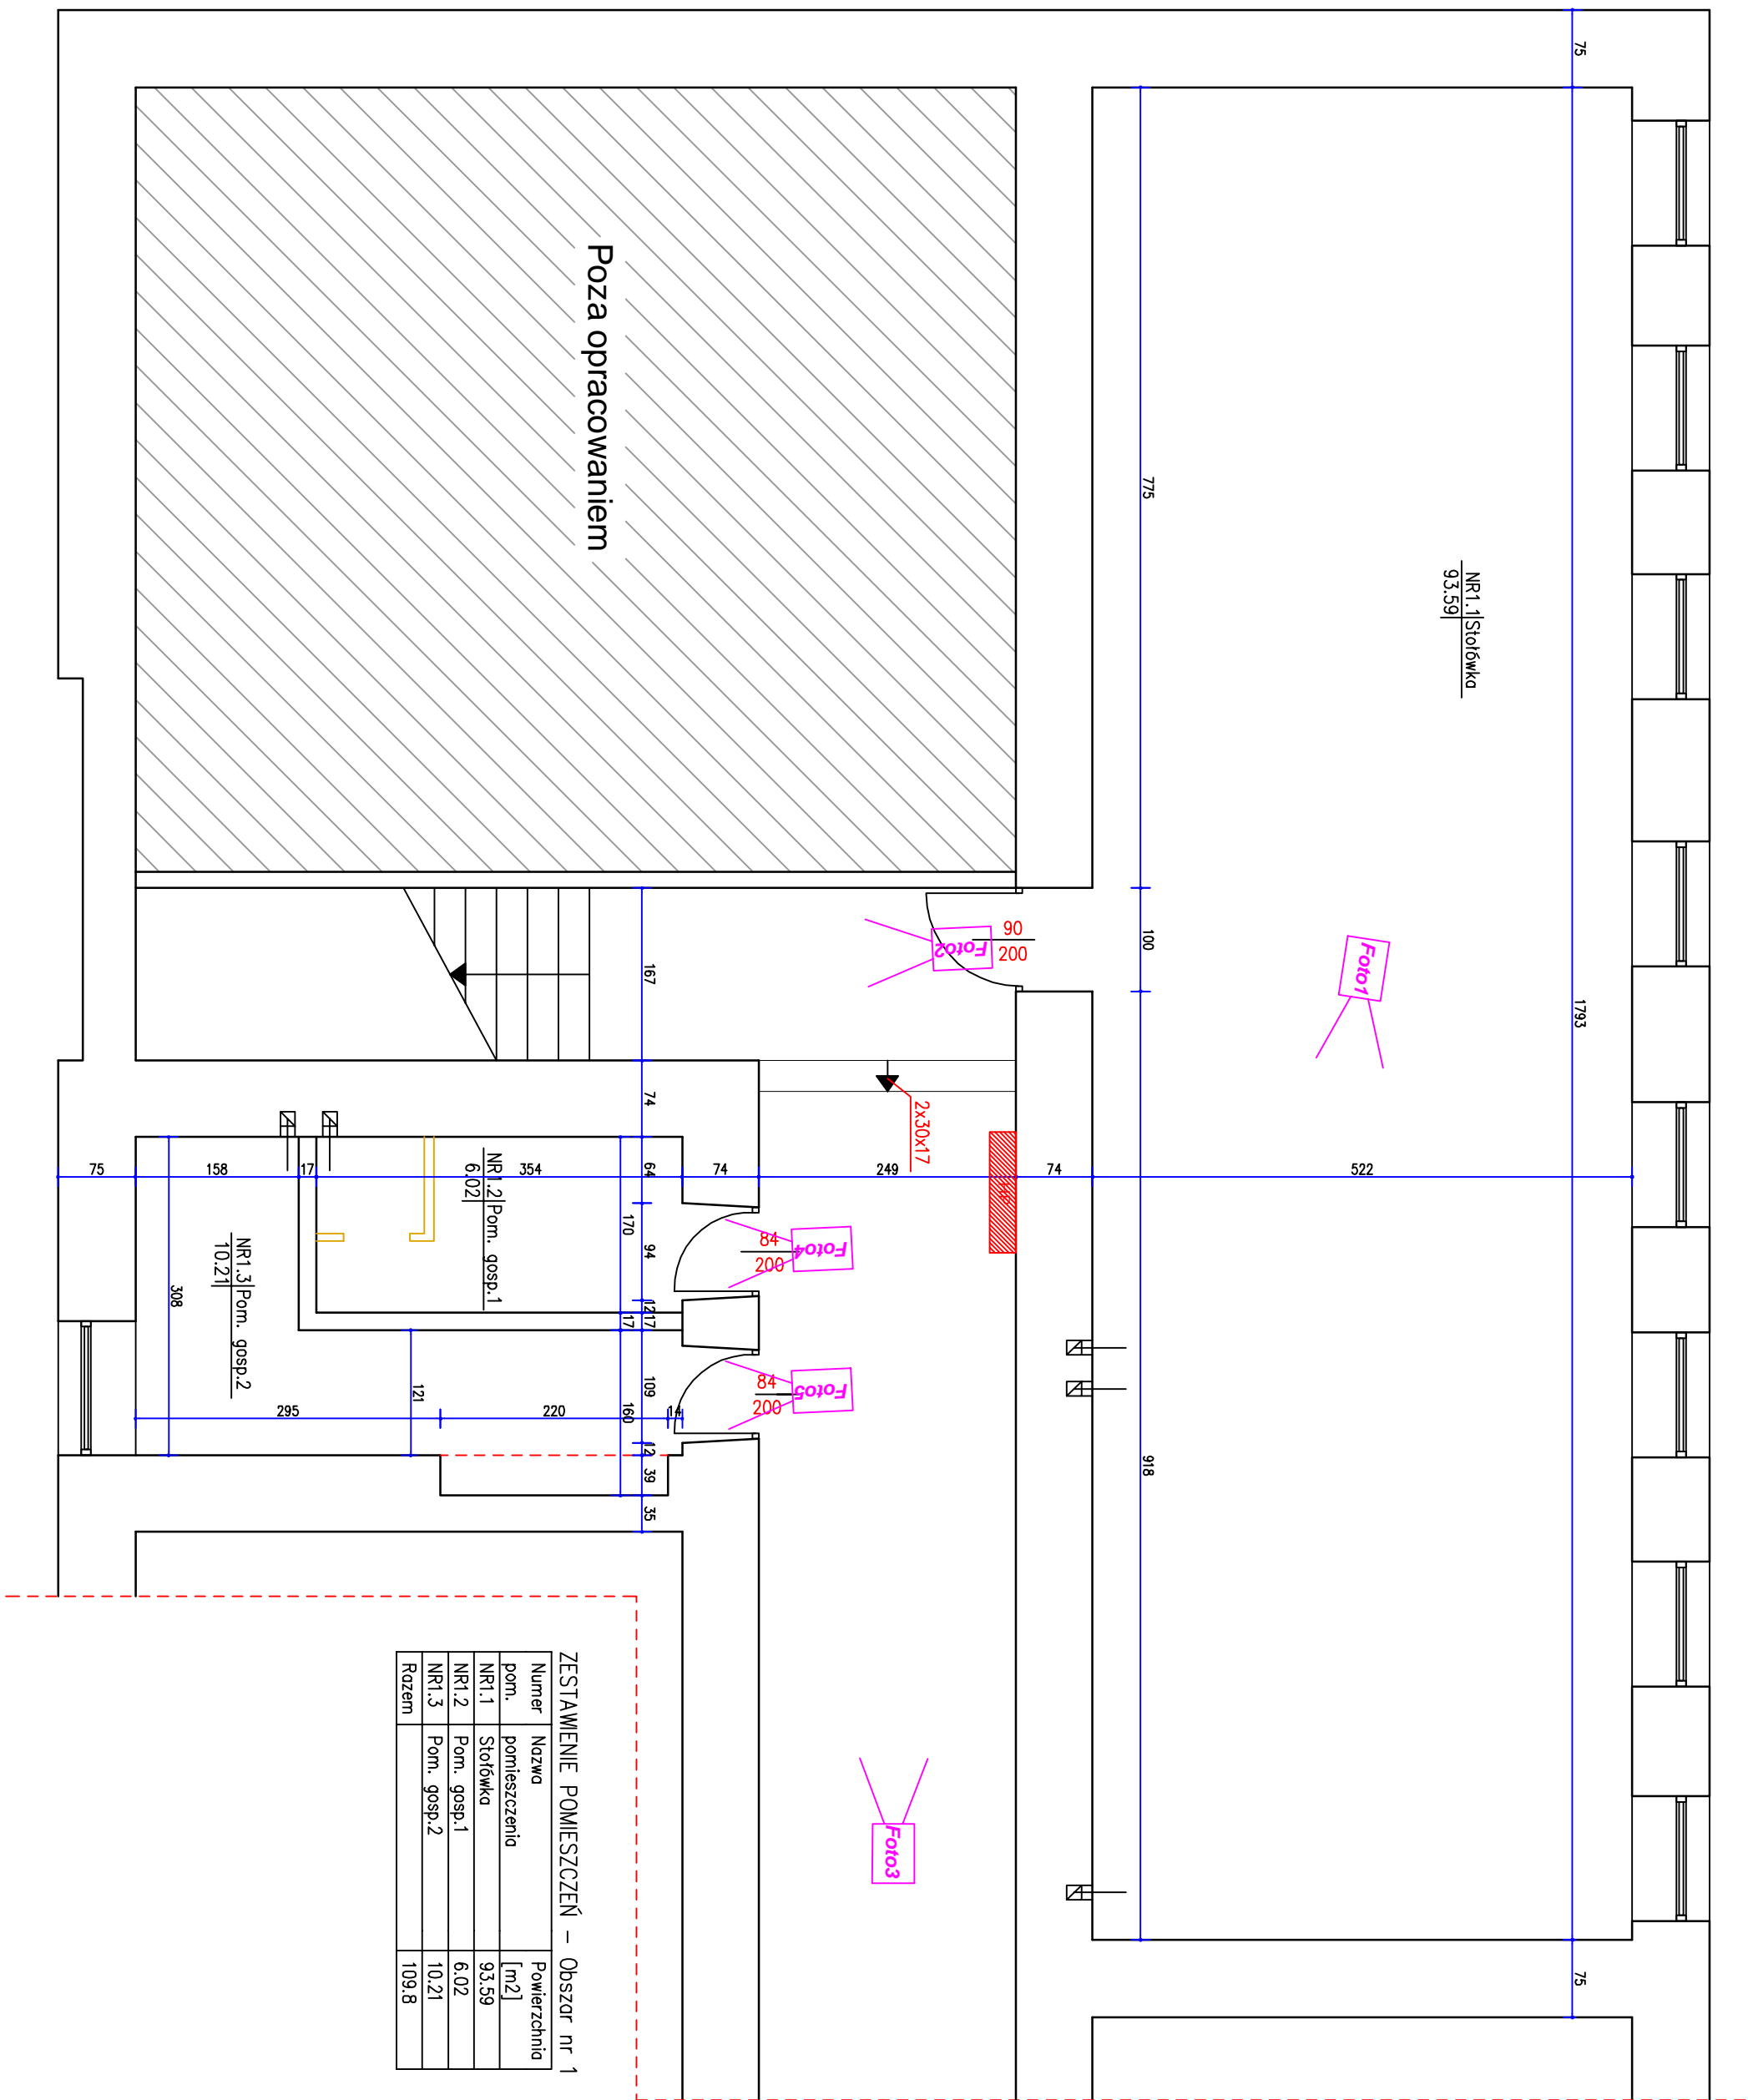 75
775
100
918
1793
75
522
NR1.1 Stołówka
93.59
Poza opracowaniem
Foto1
Foto2
90
200
2x30x17
HP
167
74
64
94
12
17
109
12
39
35
170
17
160
75
158
17
354
74
249
74
NR1.2 Pom. gosp.1
6.02
NR1.3 Pom. gosp.2
10.21
308
121
295
220
14
84
200
Foto4
84
200
Foto5
Foto3
ZESTAWIENIE POMIESZCZEŃ – Obszar nr 1
Numer pom. Nazwa pomieszczenia Powierzchnia [m2]
NR1.1 Stołówka 93.59
NR1.2 Pom. gosp.1 6.02
NR1.3 Pom. gosp.2 10.21
Razem 109.8